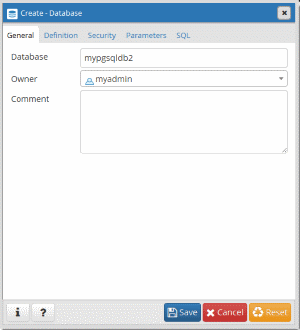 Create - Database
General Definition Security Parameters SQL
Database mypgsqldb2
Owner myadmin
Comment
i ? Save Cancel Reset